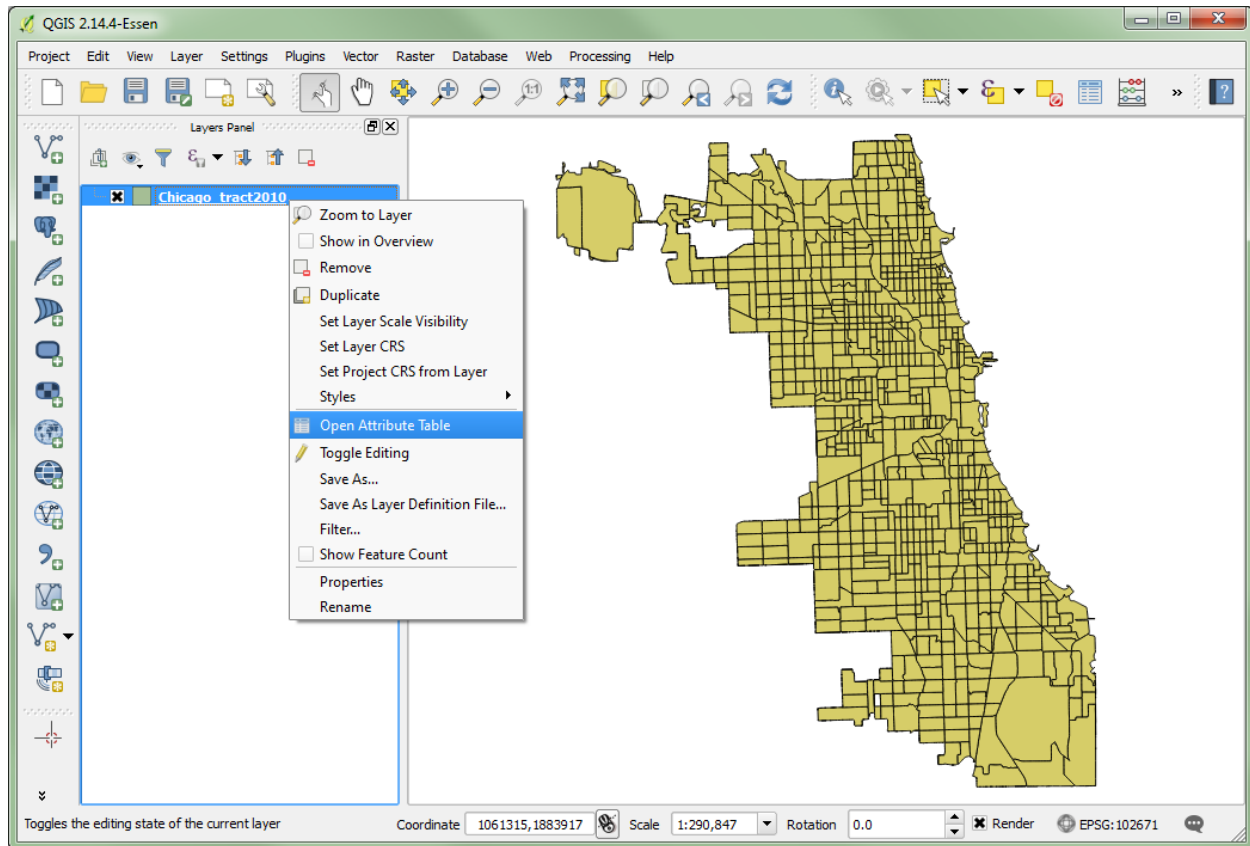 QGIS 2.14.4-Essen
Project Edit View Layer Settings Plugins Vector Raster Database Web Processing Help
1:1
»
?
Layers Panel
Chicago_tract2010
Zoom to Layer
Show in Overview
Remove
Duplicate
Set Layer Scale Visibility
Set Layer CRS
Set Project CRS from Layer
Styles
Open Attribute Table
Toggle Editing
Save As...
Save As Layer Definition File...
Filter...
Show Feature Count
Properties
Rename
Toggles the editing state of the current layer Coordinate 1061315,1883917 Scale 1:290,847 Rotation 0.0 Render EPSG:102671